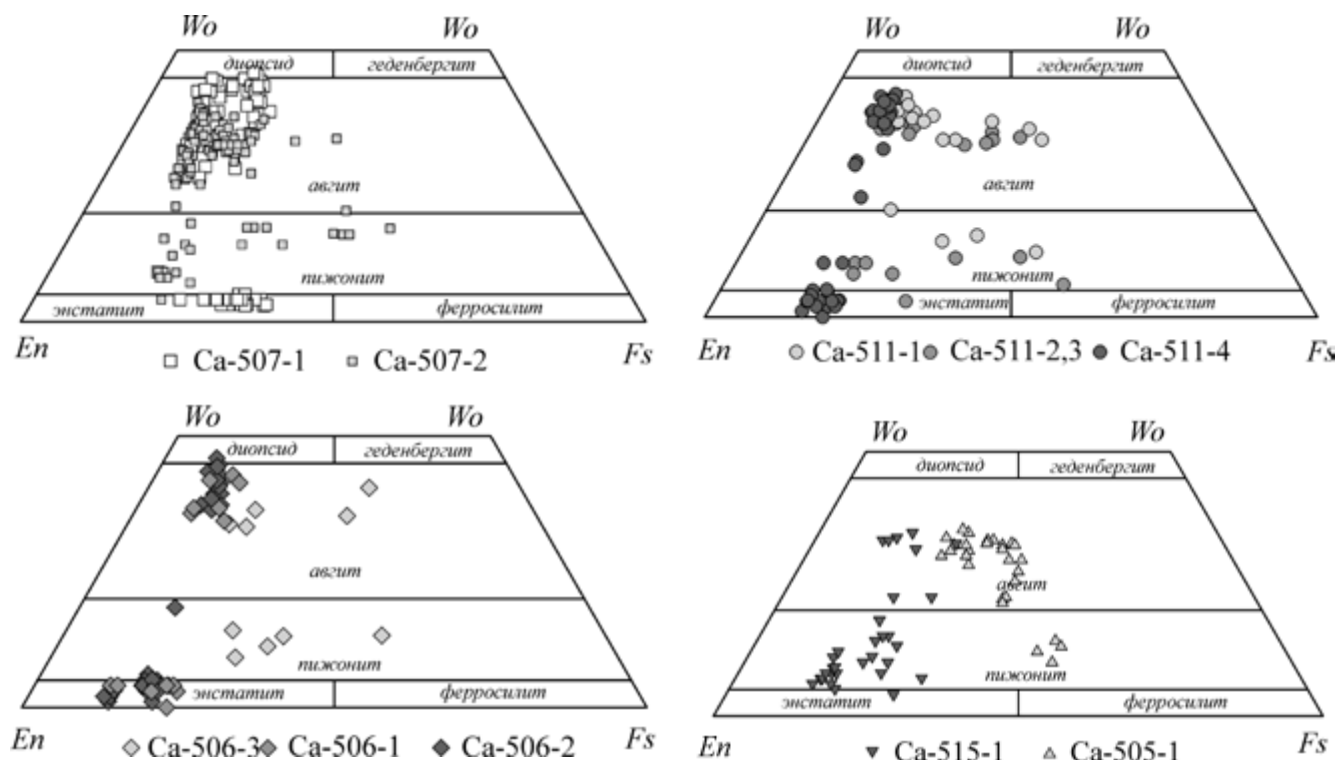 Wo Wo
диопсид геденбергит
авгит
пижонит
энстатит ферросилит
En Fs
Ca-507-1 Ca-507-2
Wo Wo
диопсид геденбергит
авгит
пижонит
энстатит ферросилит
En Fs
Ca-511-1 Ca-511-2,3 Ca-511-4
Wo Wo
диопсид геденбергит
авгит
пижонит
энстатит ферросилит
En Fs
Ca-506-3 Ca-506-1 Ca-506-2
Wo Wo
диопсид геденбергит
авгит
пижонит
энстатит ферросилит
En Fs
Ca-515-1 Ca-505-1